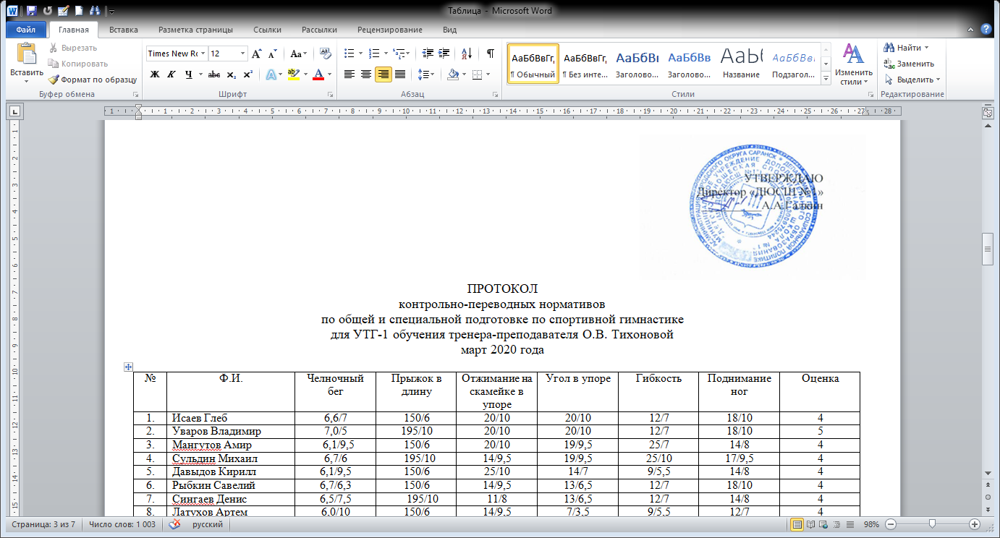 Таблица - Microsoft Word
Файл Главная Вставка Разметка страницы Ссылки Рассылки Рецензирование Вид
Вставить
Вырезать
Копировать
Формат по образцу
Буфер обмена
Times New Ro 12
Шрифт
Абзац
АаБбВвГг, АаБбВвГг, АаБбВı АаБбВв АаБб АаБбВвı
¶ Обычный ¶ Без инте... Заголово... Заголово... Название Подзагол...
Изменить стили
Стили
Найти
Заменить
Выделить
Редактирование
УТВЕРЖДАЮ
Директор «ДЮСШ №1»
А.А.Галкин
ПРОТОКОЛ
контрольно-переводных нормативов
по общей и специальной подготовке по спортивной гимнастике
для УТГ-1 обучения тренера-преподавателя О.В. Тихоновой
март 2020 года
№ Ф.И. Челночный бег Прыжок в длину Отжимание на скамейке в упоре Угол в упоре Гибкость Поднимание ног Оценка
1. Исаев Глеб 6,6/7 150/6 20/10 20/10 12/7 18/10 4
2. Уваров Владимир 7,0/5 195/10 20/10 20/10 12/7 18/10 5
3. Мангутов Амир 6,1/9,5 150/6 20/10 19/9,5 25/7 14/8 4
4. Сульдин Михаил 6,7/6 195/10 14/9,5 19/9,5 25/10 17/9,5 4
5. Давыдов Кирилл 6,1/9,5 150/6 25/10 14/7 9/5,5 14/8 4
6. Рыбкин Савелий 6,7/6,3 150/6 14/9,5 13/6,5 12/7 18/10 4
7. Сингаев Денис 6,5/7,5 195/10 11/8 13/6,5 12/7 14/8 4
8. Латухов Артем 6,0/10 150/6 14/9,5 7/3,5 9/5,5 12/7 4
Страница: 3 из 7 Число слов: 1 003 русский 98%